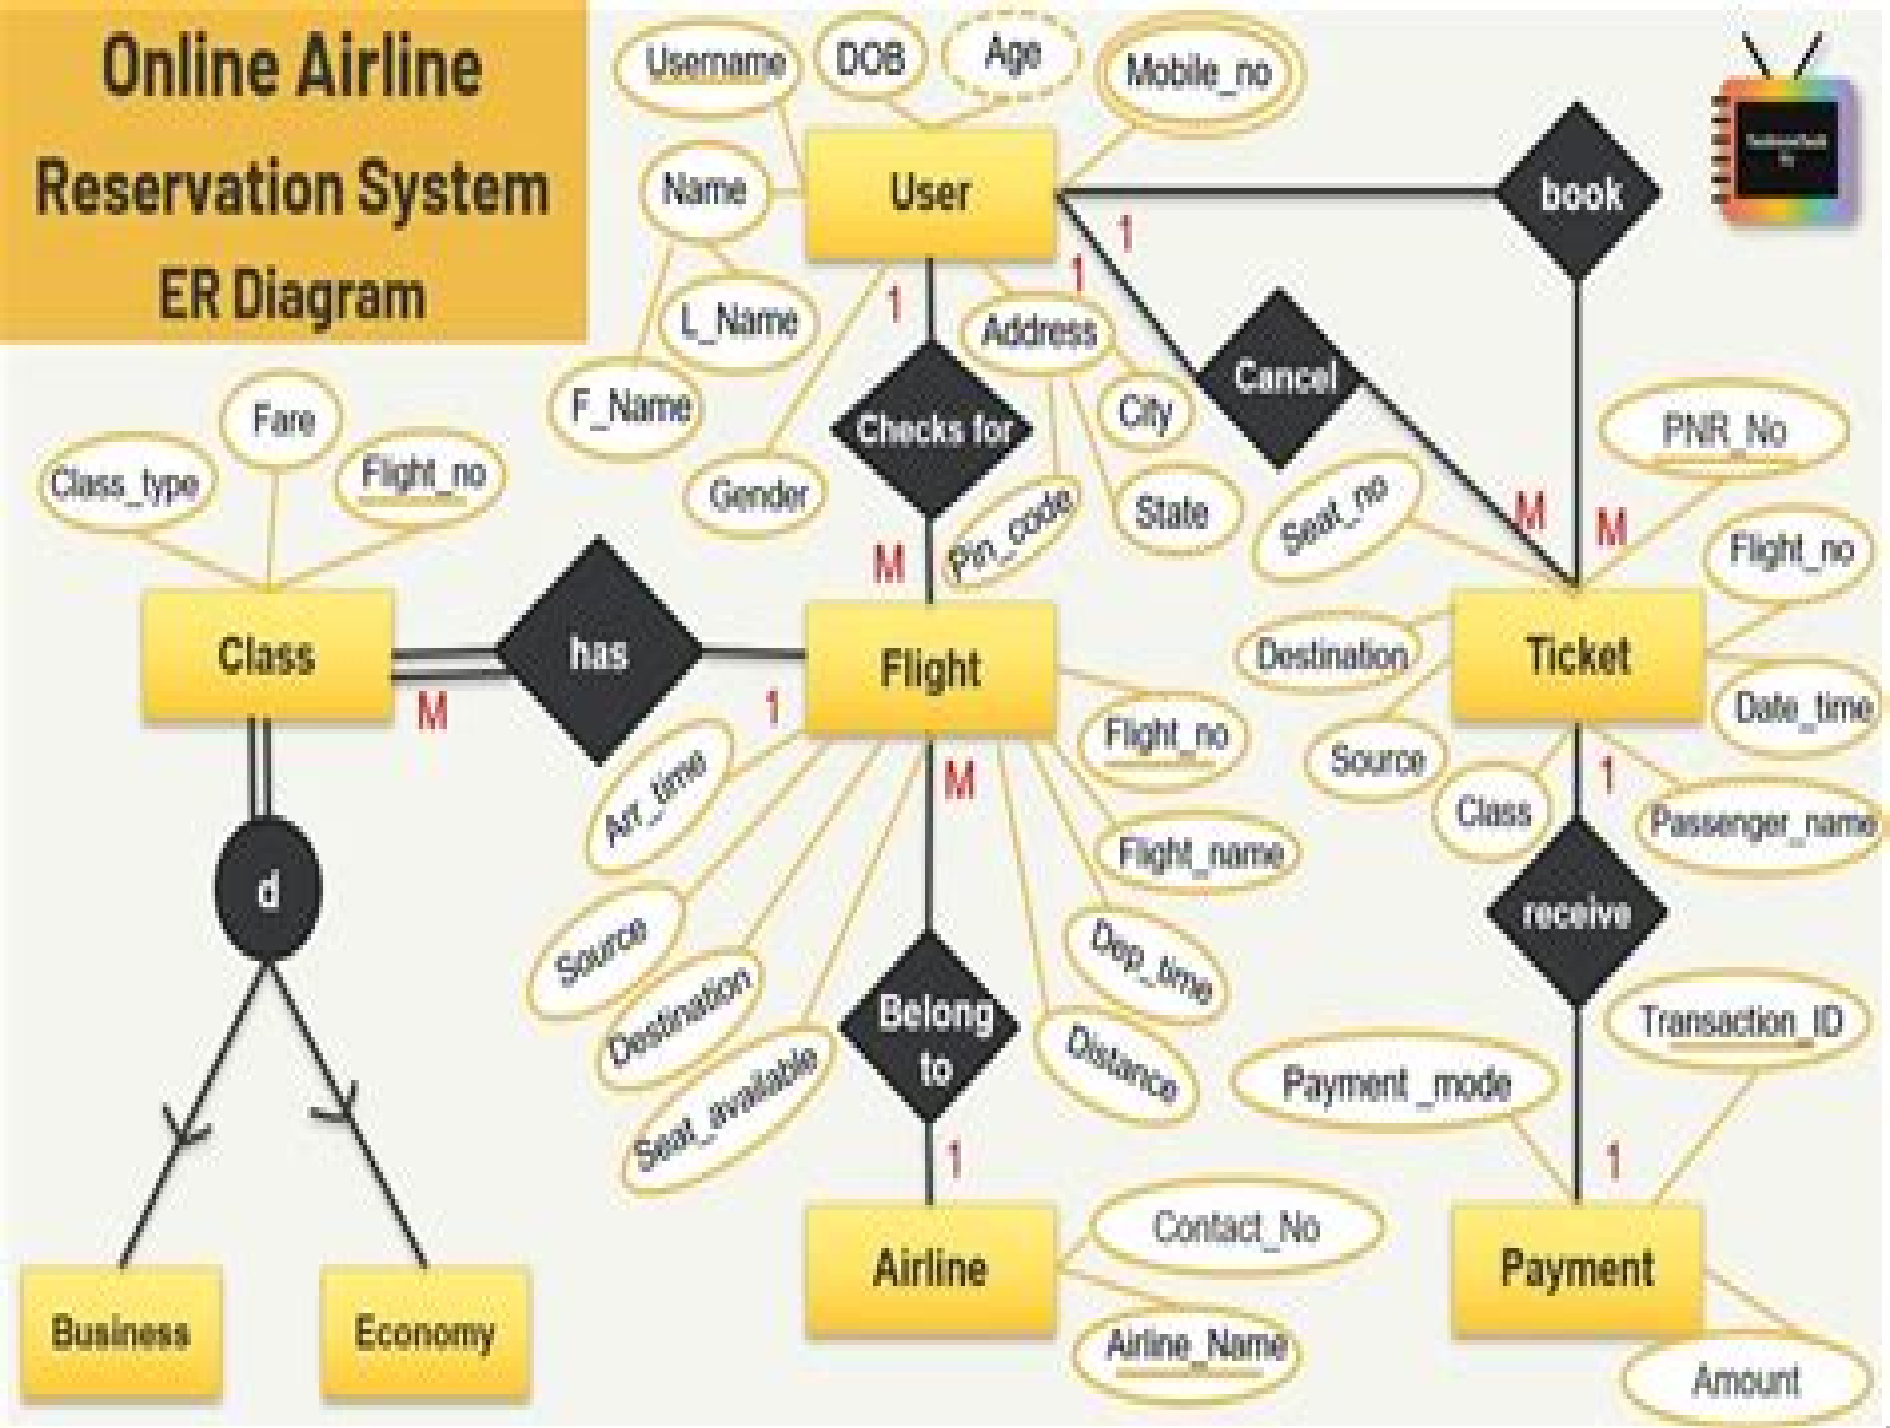 Online Airline
Reservation System
ER Diagram
Username
DOB
Age
Mobile_no
Name
User
book
1
1
1
L_Name
Address
F_Name
Checks for
City
Cancel
Gender
Pin_code
State
Seat_no
PNR_No
M
M
M
Flight_no
Class_type
Fare
Flight_no
Class
has
Flight
Destination
Ticket
M
1
Date_time
Arr_time
Flight_no
Source
M
1
Class
Passenger_name
Flight_name
d
Source
Dep_time
receive
Destination
Belong
to
Transaction_ID
Seat_available
Distance
Payment _mode
1
1
Contact_No
Business
Economy
Airline
Payment
Airline_Name
Amount